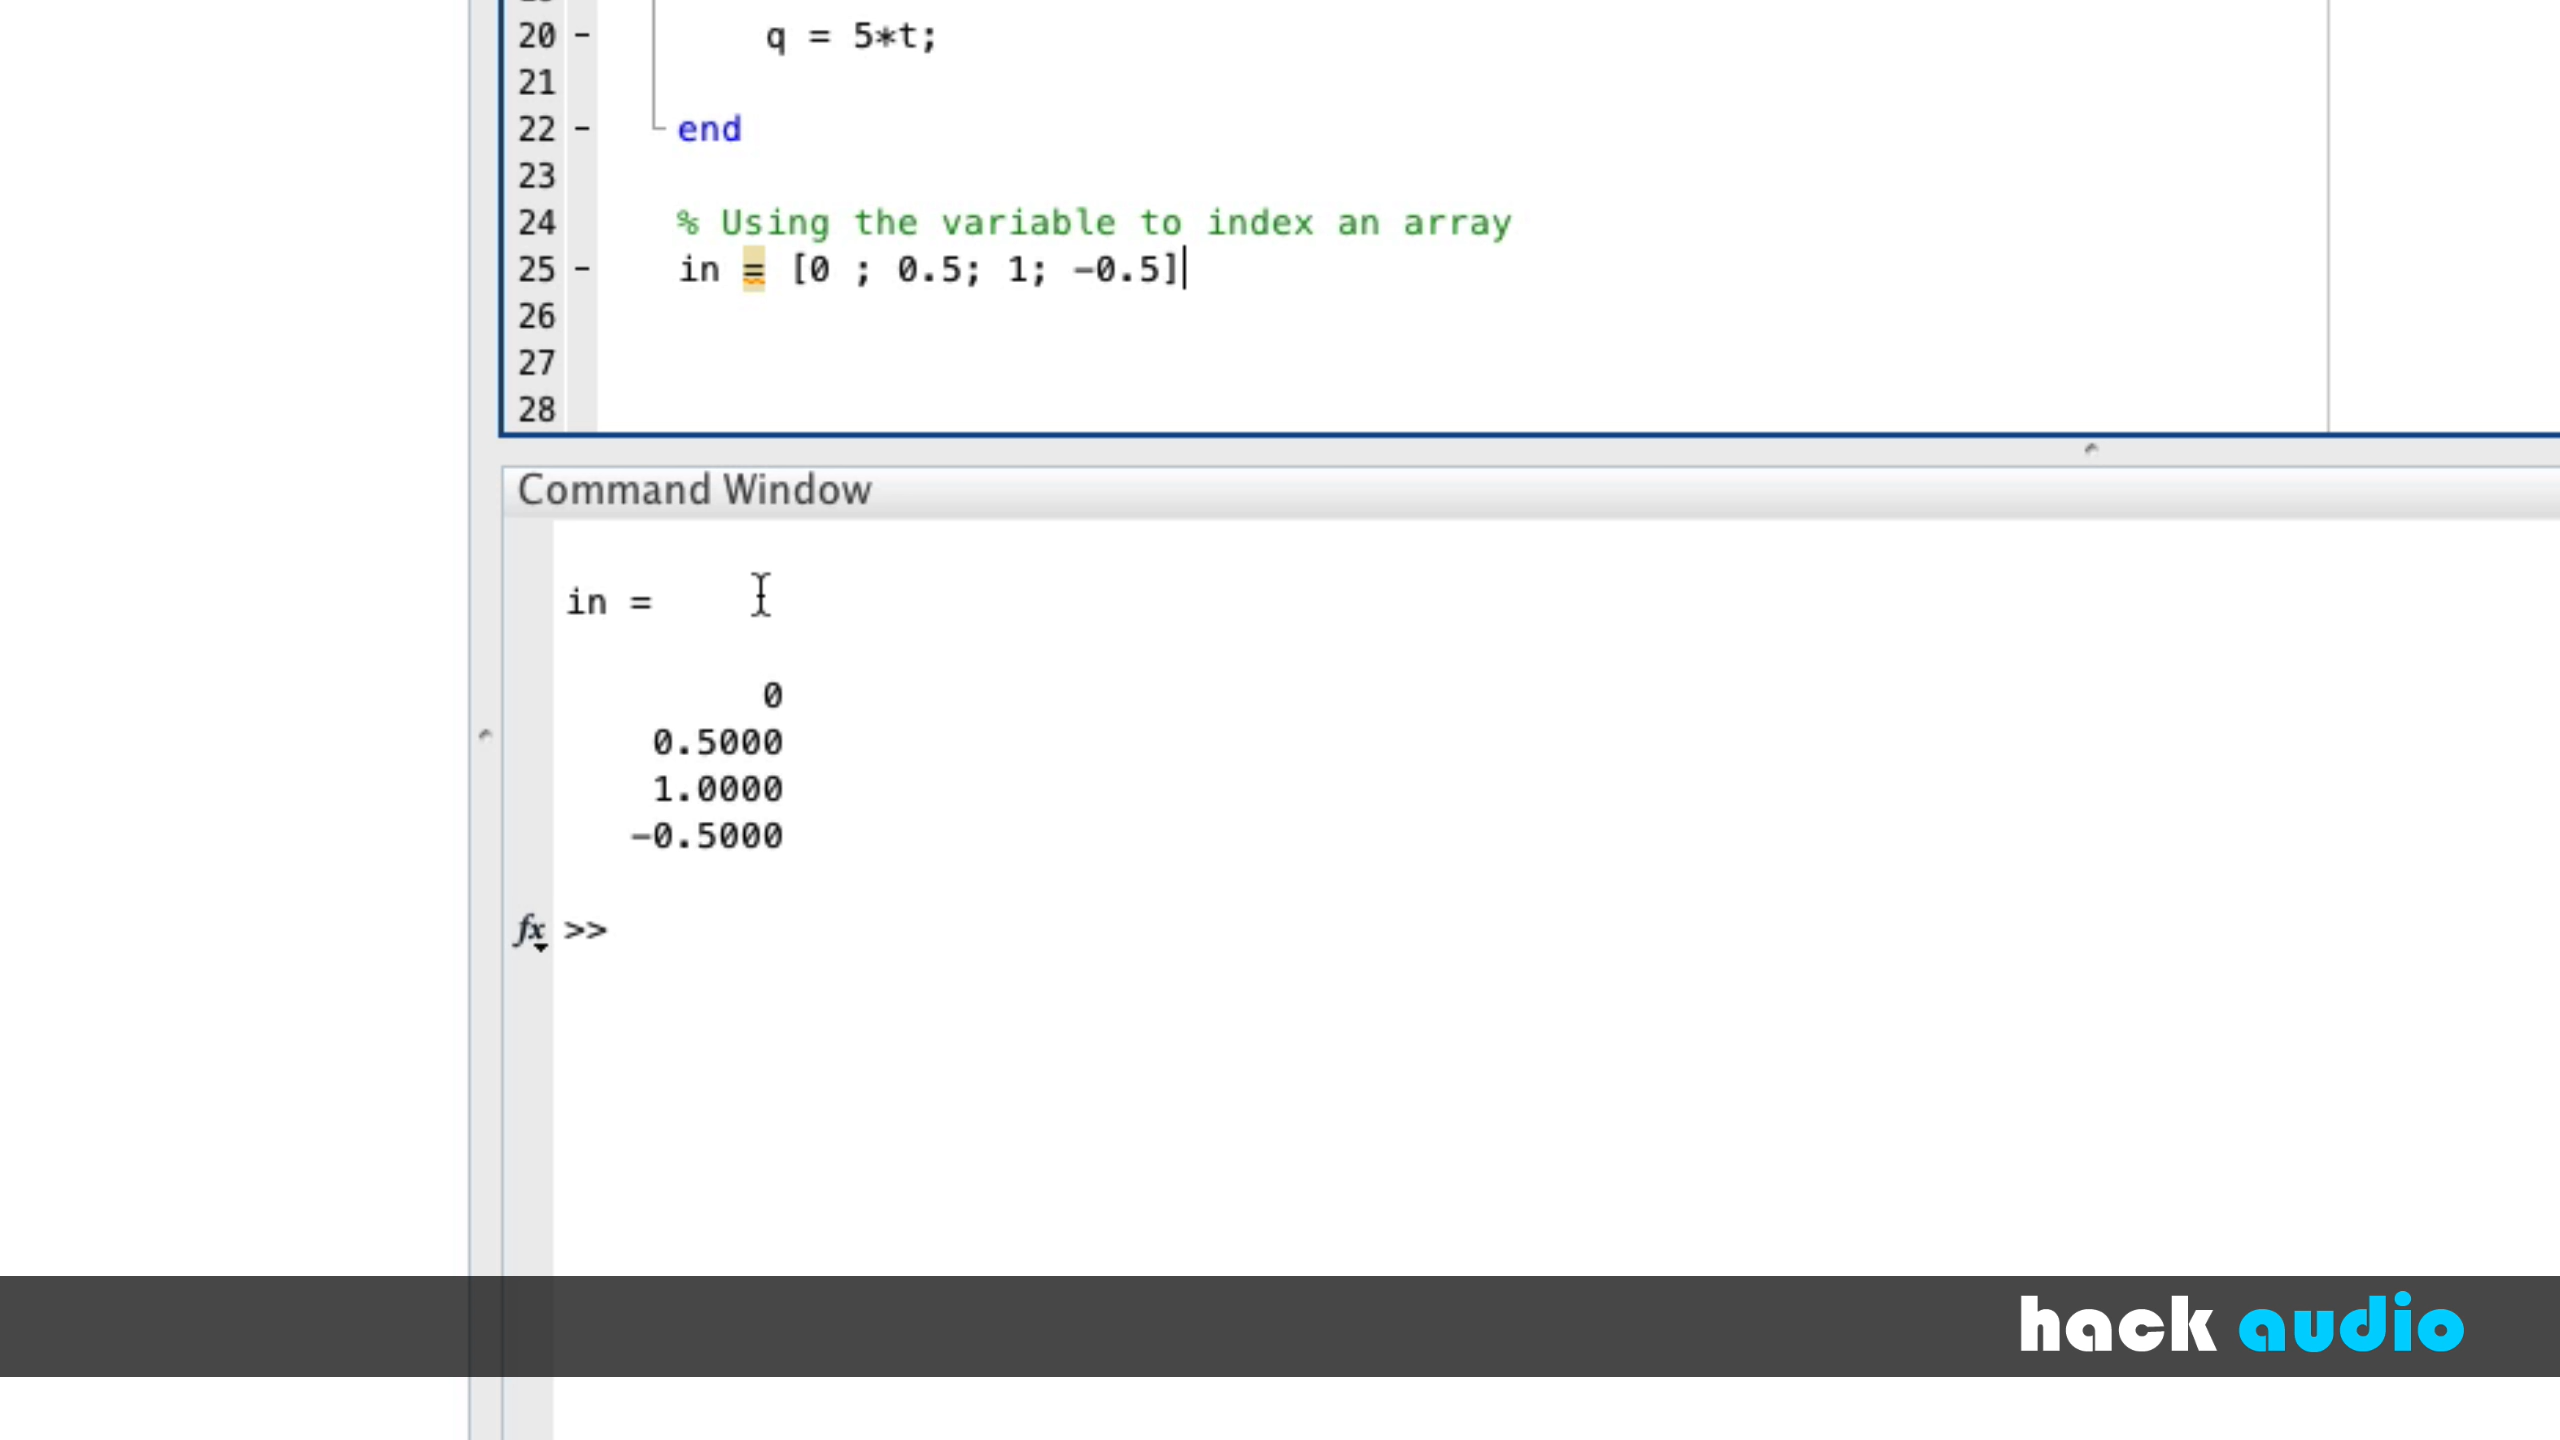 20 – q = 5*t;
21
22 – end
23
24 % Using the variable to index an array
25 – in = [0 ; 0.5; 1; -0.5]
26
27
28
Command Window
in =
0
0.5000
1.0000
-0.5000
fx >>
hack audio